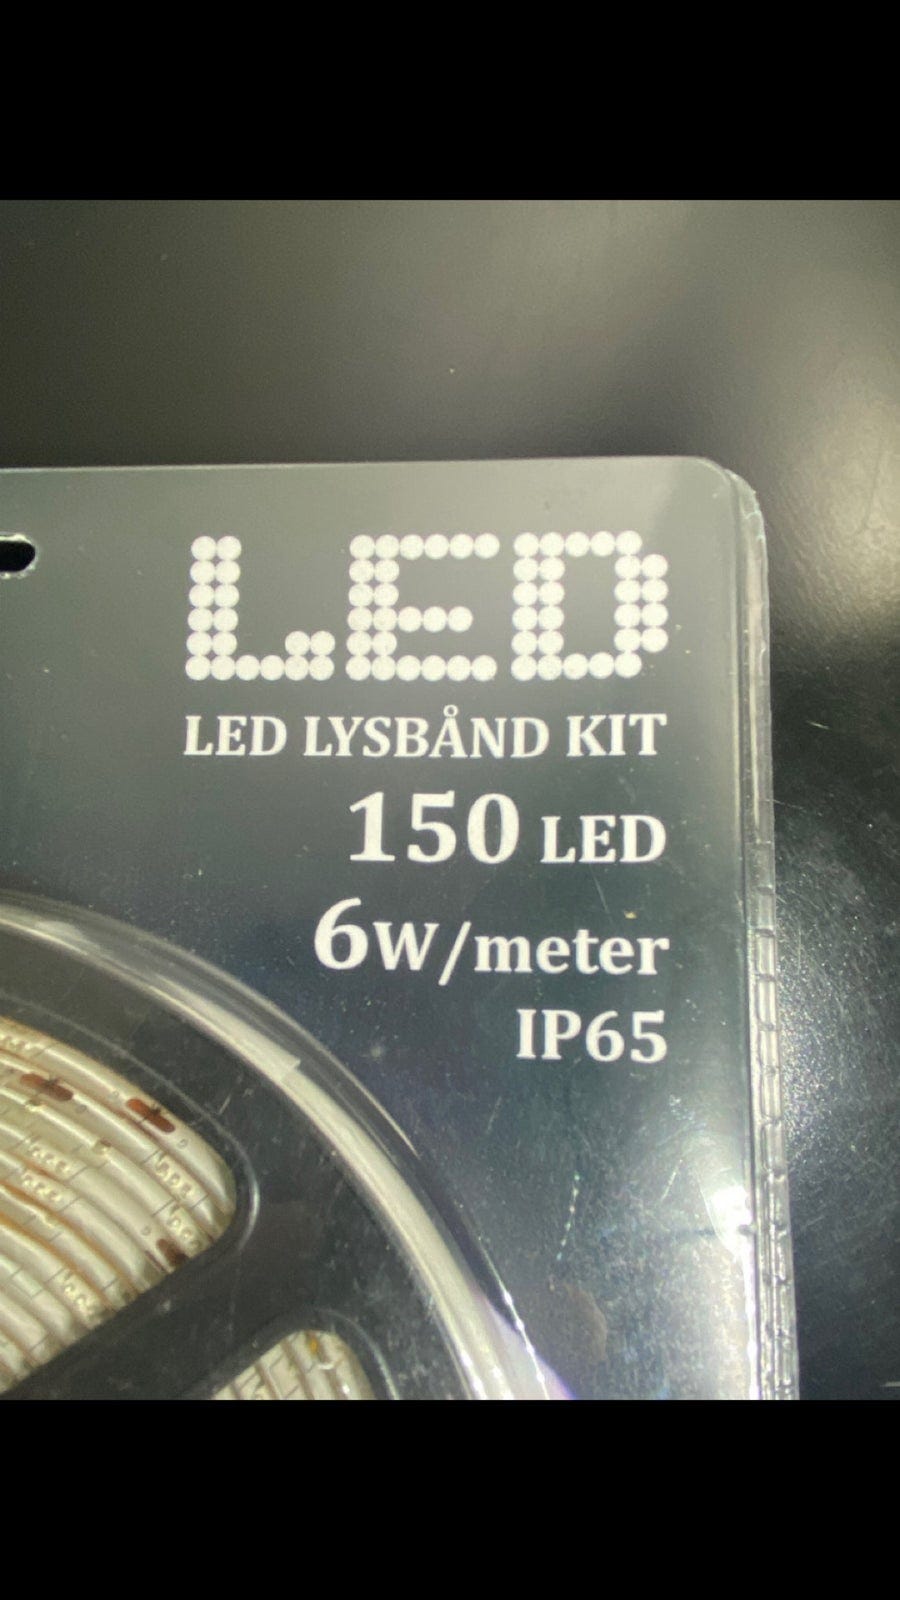 LED
LED LYSBÅND KIT
150 LED
6W/meter
IP65